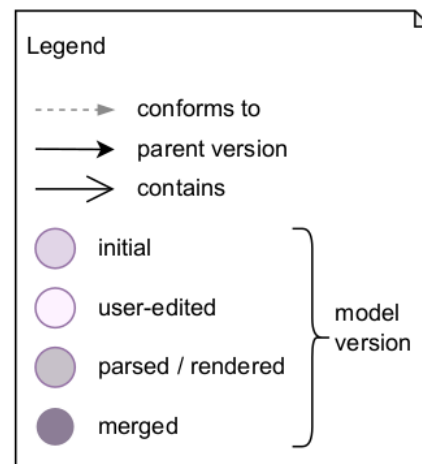 Legend
conforms to
parent version
contains
initial
user-edited
parsed / rendered
merged
model
version